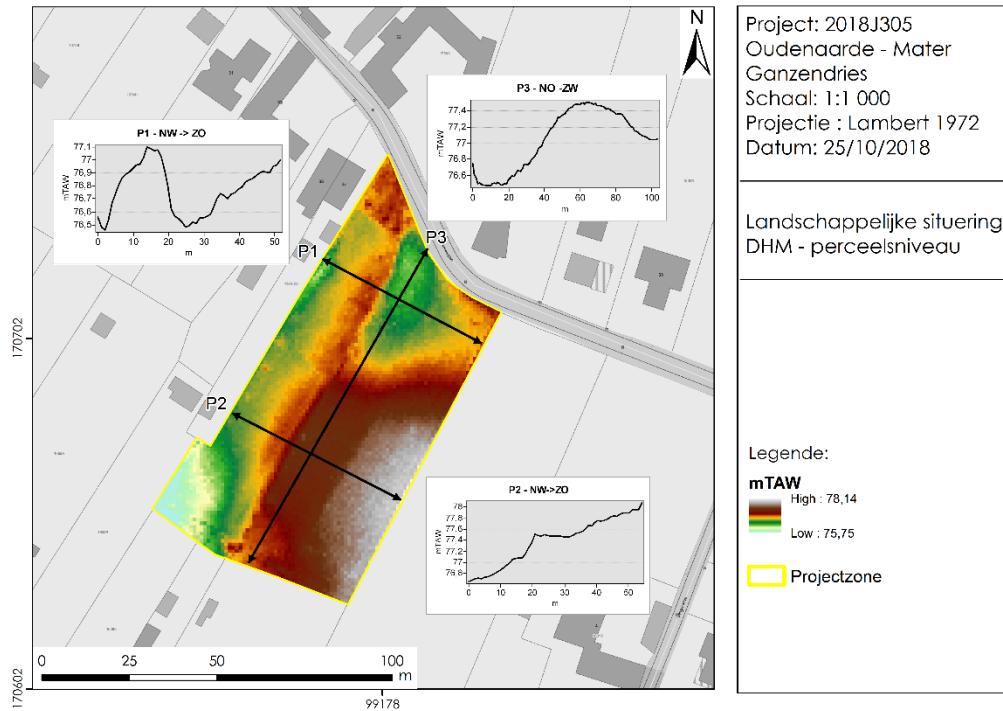 N
P3 - NO -ZW
77,4
77,2
77
76,8
76,6
mTAW
0 20 40 60 80 100
m
P1 - NW -> ZO
77,1
76,9
76,8
76,7
76,6
76,5
mTAW
0 10 20 30 40 50
m
P1
P3
P2
P2 - NW->ZO
78
77,8
77,6
77,4
77,2
77
76,8
mTAW
0 10 20 30 40 50
m
0 25 50 100
m
170702
170602
99178
Project: 2018J305
Oudenaarde - Mater
Ganzendries
Schaal: 1:1 000
Projectie : Lambert 1972
Datum: 25/10/2018
Landschappelijke situering
DHM - perceelsniveau
Legende:
mTAW
High : 78,14
Low : 75,75
Projectzone